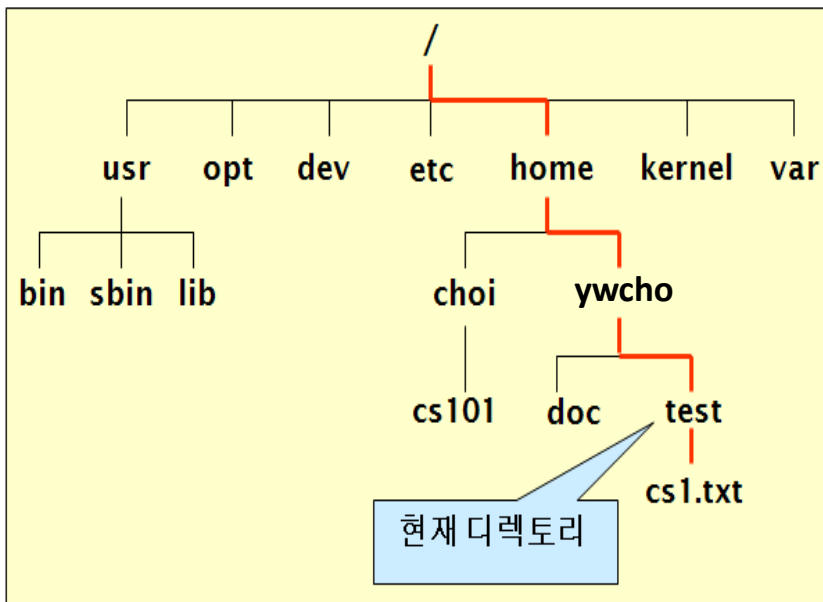 /
usr opt dev etc home kernel var
bin sbin lib choi ywcho
cs101 doc test
cs1.txt
현재 디렉토리